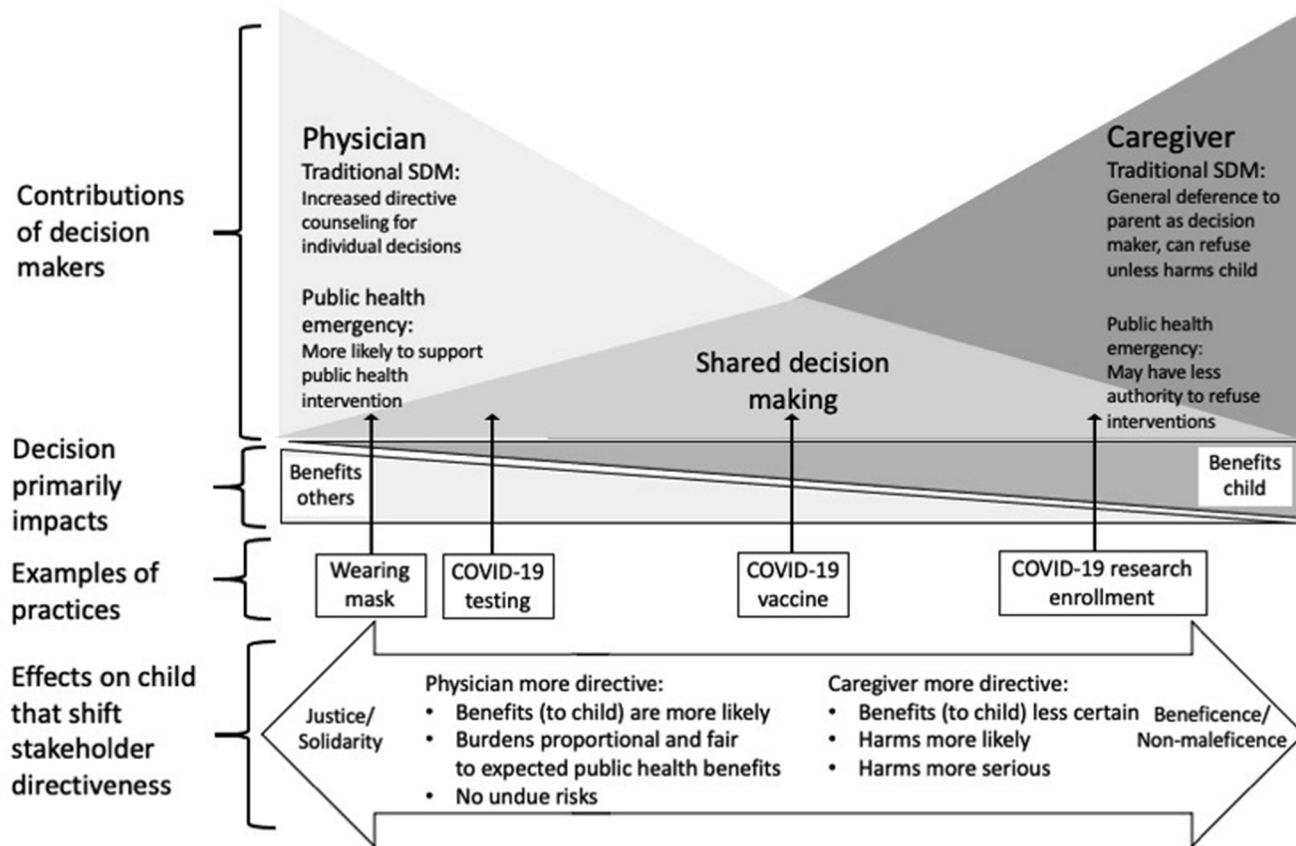 Contributions
of decision
makers
Physician
Traditional SDM:
Increased directive
counseling for
individual decisions
Public health
emergency:
More likely to support
public health
intervention
Shared decision
making
Caregiver
Traditional SDM:
General deference to
parent as decision
maker, can refuse
unless harms child
Public health
emergency:
May have less
authority to refuse
interventions
Decision
primarily
impacts
Benefits
others
Benefits
child
Examples of
practices
Wearing
mask
COVID-19
testing
COVID-19
vaccine
COVID-19 research
enrollment
Effects on child
that shift
stakeholder
directiveness
Justice/
Solidarity
Physician more directive:
• Benefits (to child) are more likely
• Burdens proportional and fair
to expected public health benefits
• No undue risks
Caregiver more directive:
• Benefits (to child) less certain
• Harms more likely
• Harms more serious
Beneficence/
Non-maleficence